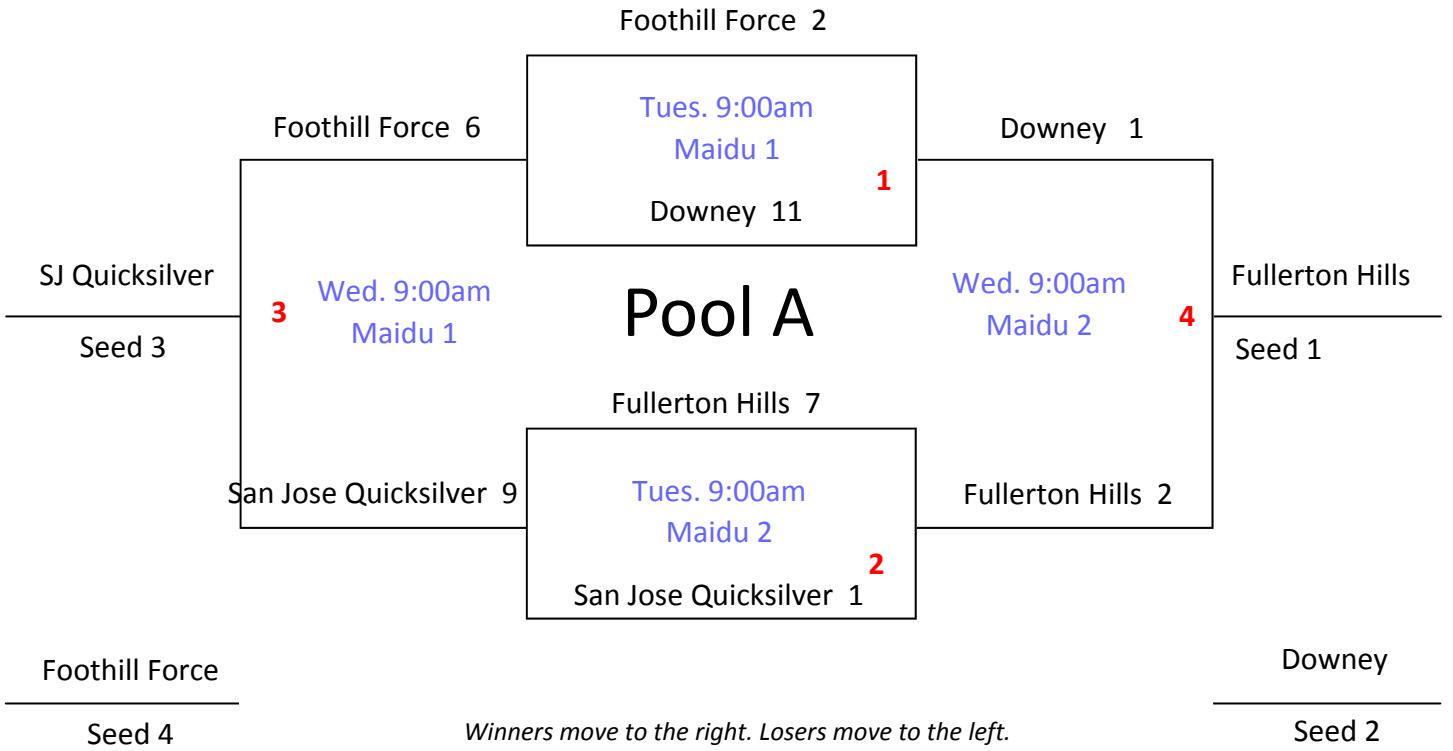 Foothill Force 2
Tues. 9:00am
Maidu 1
1
Downey 11
Foothill Force 6
Downey 1
SJ Quicksilver
Seed 3
3
Wed. 9:00am
Maidu 1
Pool A
Wed. 9:00am
Maidu 2
4
Fullerton Hills
Seed 1
Fullerton Hills 7
San Jose Quicksilver 9
Tues. 9:00am
Maidu 2
2
San Jose Quicksilver 1
Fullerton Hills 2
Foothill Force
Seed 4
Winners move to the right. Losers move to the left.
Downey
Seed 2